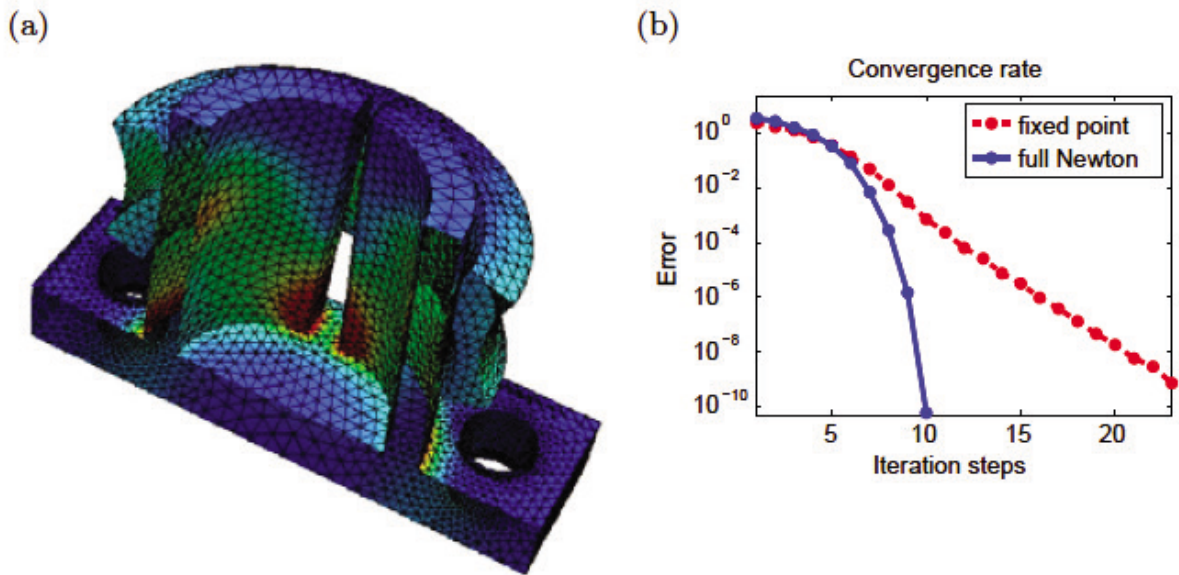 (a)
(b)
Convergence rate
fixed point
full Newton
Error
10^0
10^-2
10^-4
10^-6
10^-8
10^-10
5 10 15 20
Iteration steps